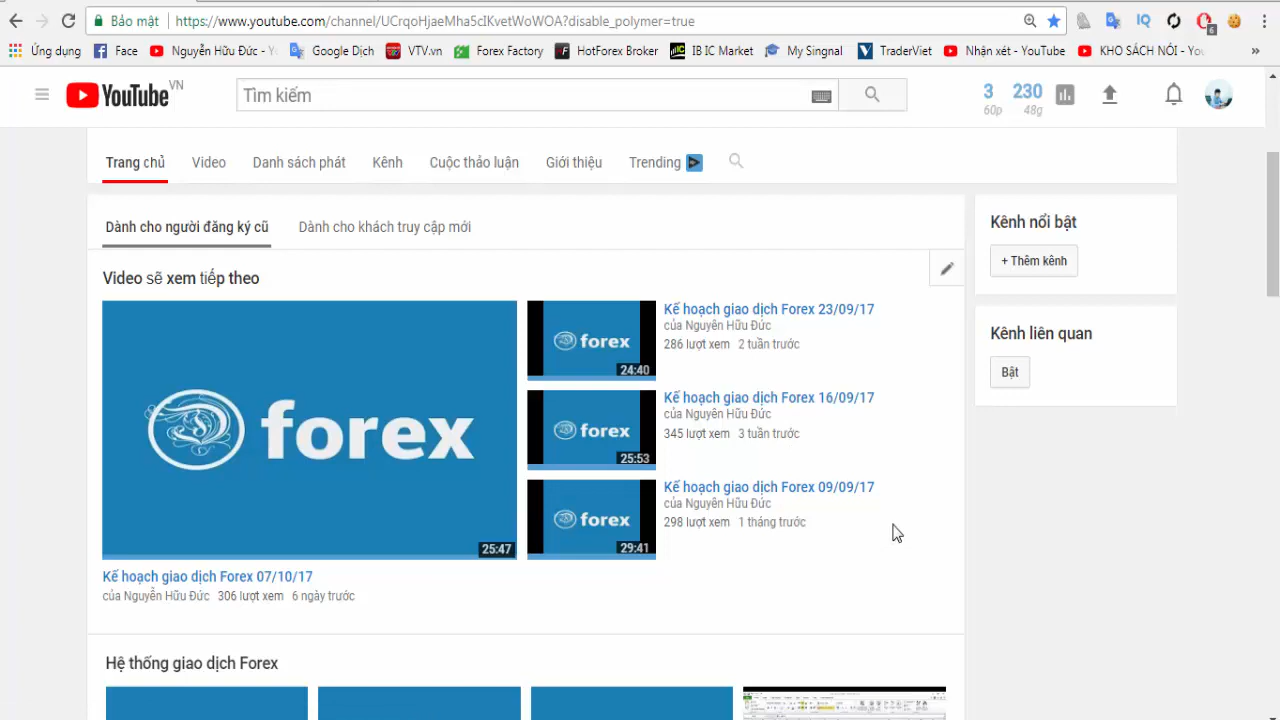 Bảo mật
https://www.youtube.com/channel/UCrqoHjaeMha5cIKvetWoWOA?disable_polymer=true
IQ
6
Ứng dụng
Face
Nguyễn Hữu Đức - Yo
Google Dịch
VTV.vn
Forex Factory
HotForex Broker
IB IC Market
My Singnal
TraderViet
Nhận xét - YouTube
KHO SÁCH NÓI - You
»
YouTube VN
Tìm kiếm
3
60p
230
48g
Trang chủ
Video
Danh sách phát
Kênh
Cuộc thảo luận
Giới thiệu
Trending
Dành cho người đăng ký cũ
Dành cho khách truy cập mới
Kênh nổi bật
+ Thêm kênh
Video sẽ xem tiếp theo
forex
25:47
Kế hoạch giao dịch Forex 07/10/17
của Nguyễn Hữu Đức 306 lượt xem 6 ngày trước
forex
24:40
Kế hoạch giao dịch Forex 23/09/17
của Nguyễn Hữu Đức
286 lượt xem 2 tuần trước
forex
25:53
Kế hoạch giao dịch Forex 16/09/17
của Nguyễn Hữu Đức
345 lượt xem 3 tuần trước
forex
29:41
Kế hoạch giao dịch Forex 09/09/17
của Nguyễn Hữu Đức
298 lượt xem 1 tháng trước
Kênh liên quan
Bật
Hệ thống giao dịch Forex